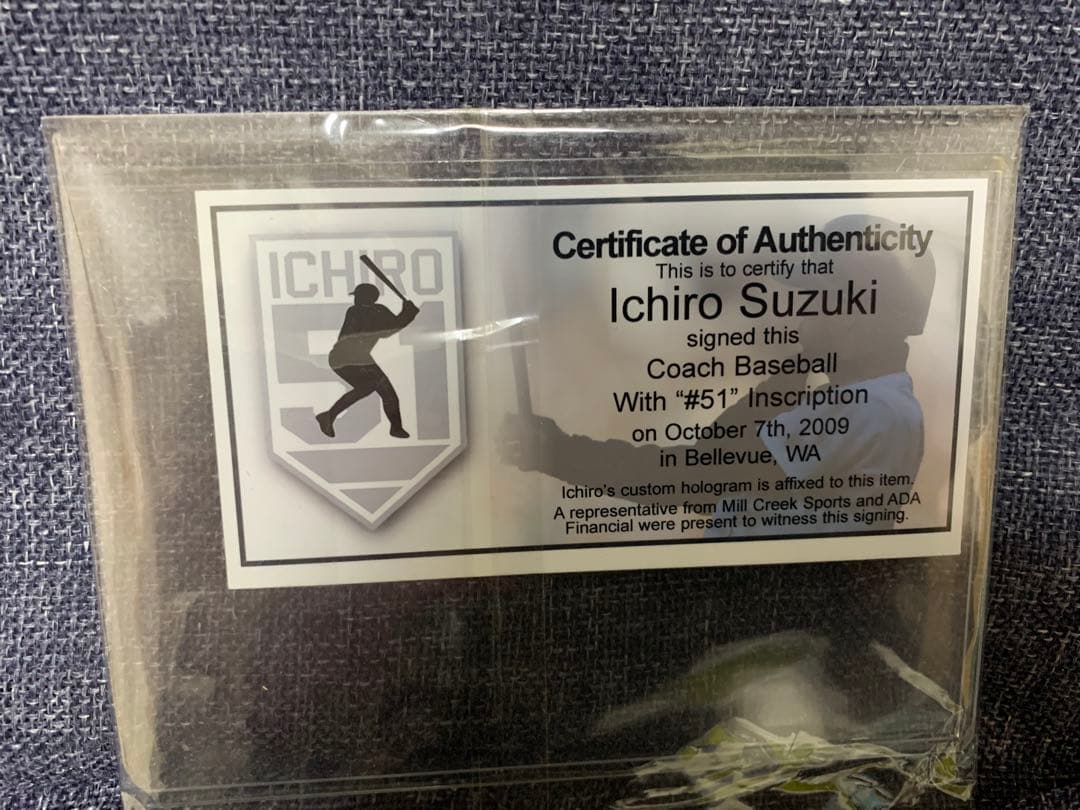 ICHIRO
51
Certificate of Authenticity
This is to certify that
Ichiro Suzuki
signed this
Coach Baseball
With “#51” Inscription
on October 7th, 2009
in Bellevue, WA
Ichiro's custom hologram is affixed to this item.
A representative from Mill Creek Sports and ADA
Financial were present to witness this signing.